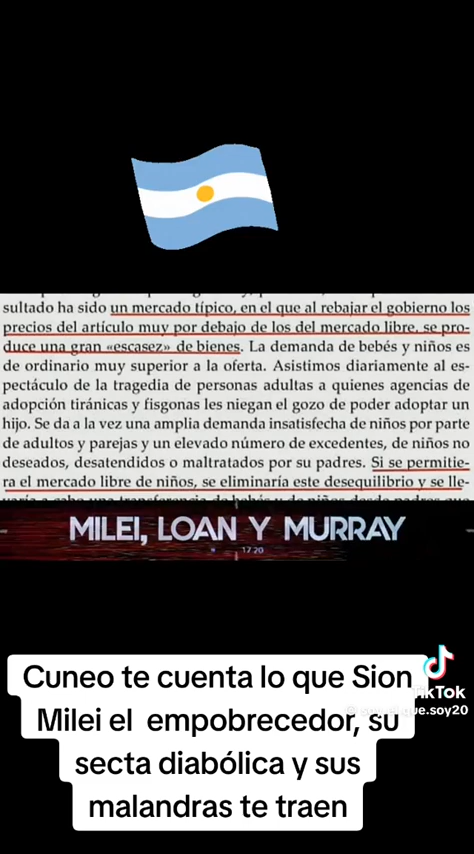 sultado ha sido un mercado típico, en el que al rebajar el gobierno los
precios del artículo muy por debajo de los del mercado libre, se pro-
duce una gran «escasez» de bienes. La demanda de bebés y niños es
de ordinario muy superior a la oferta. Asistimos diariamente al es-
pectáculo de la tragedia de personas adultas a quienes agencias de
adopción tiránicas y fisgonas les niegan el gozo de poder adoptar un
hijo. Se da a la vez una amplia demanda insatisfecha de niños por parte
de adultos y parejas y un elevado número de excedentes, de niños no
deseados, desatendidos o maltratados por su padres. Si se permitie-
ra el mercado libre de niños, se eliminaría este desequilibrio y se lle-
MILEI, LOAN Y MURRAY
17 20
Cuneo te cuenta lo que Sion
Milei el empobrecedor, su
secta diabólica y sus
malandras te traen
TikTok